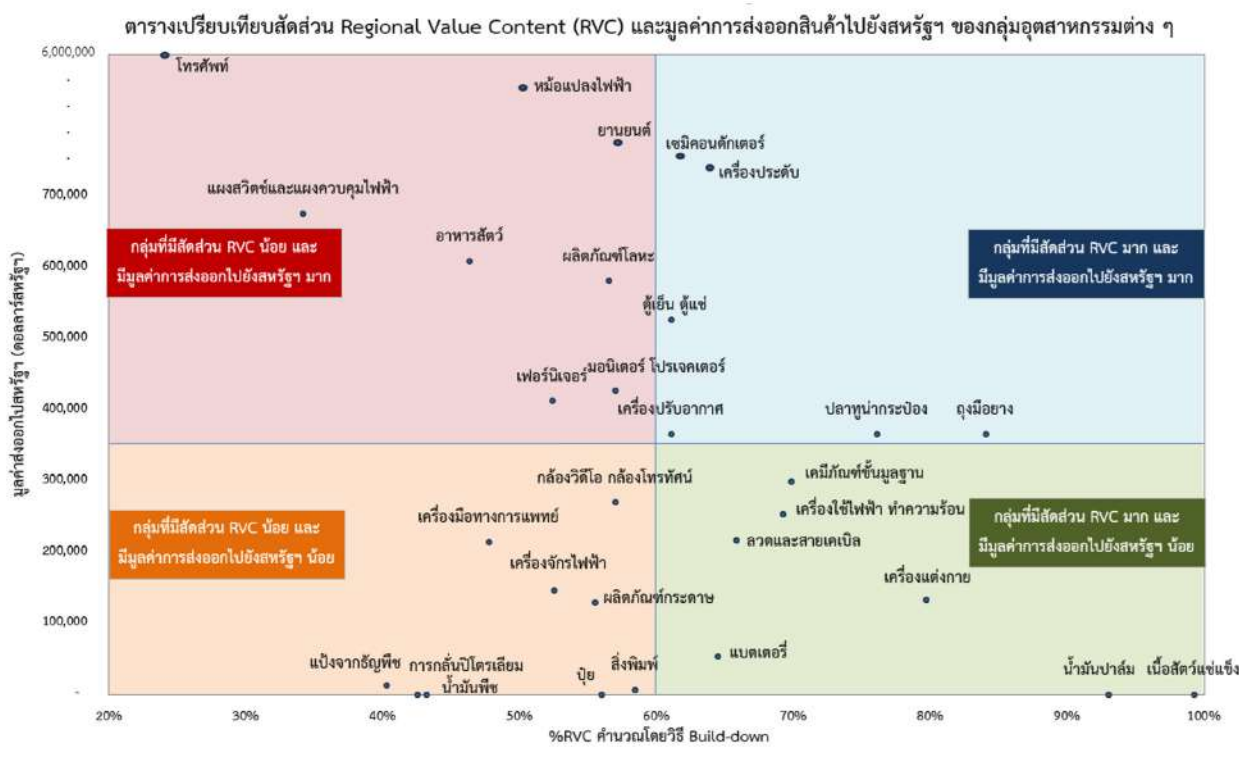 ตารางเปรียบเทียบสัดส่วน Regional Value Content (RVC) และมูลค่าการส่งออกสินค้าไปยังสหรัฐฯ ของกลุ่มอุตสาหกรรมต่าง ๆ
6,000,000
โทรศัพท์
หม้อแปลงไฟฟ้า
ยานยนต์
เซมิคอนดักเตอร์
เครื่องประดับ
700,000
แผงสวิตช์และแผงควบคุมไฟฟ้า
กลุ่มที่มีสัดส่วน RVC น้อย และ
มีมูลค่าการส่งออกไปยังสหรัฐฯ มาก
อาหารสัตว์
ผลิตภัณฑ์โลหะ
กลุ่มที่มีสัดส่วน RVC มาก และ
มีมูลค่าการส่งออกไปยังสหรัฐฯ มาก
600,000
มูลค่าส่งออกไปสหรัฐฯ (ดอลลาร์สหรัฐฯ)
ตู้เย็น ตู้แช่
500,000
เฟอร์นิเจอร์
มอนิเตอร์ โปรเจคเตอร์
400,000
เครื่องปรับอากาศ
ปลาทูน่ากระป๋อง
ถุงมือยาง
300,000
กล้องวิดีโอ กล้องโทรทัศน์
เคมีภัณฑ์ขั้นมูลฐาน
เครื่องมือทางการแพทย์
เครื่องใช้ไฟฟ้า ทำความร้อน
กลุ่มที่มีสัดส่วน RVC น้อย และ
มีมูลค่าการส่งออกไปยังสหรัฐฯ น้อย
กลุ่มที่มีสัดส่วน RVC มาก และ
มีมูลค่าการส่งออกไปยังสหรัฐฯ น้อย
200,000
ลวดและสายเคเบิล
เครื่องจักรไฟฟ้า
ผลิตภัณฑ์กระดาษ
เครื่องแต่งกาย
100,000
แป้งจากธัญพืช
การกลั่นปิโตรเลียม
น้ำมันพืช
ปุ๋ย
สิ่งพิมพ์
แบตเตอรี่
น้ำมันปาล์ม
เนื้อสัตว์แช่แข็ง
-
20% 30% 40% 50% 60% 70% 80% 90% 100%
%RVC คำนวณโดยวิธี Build-down